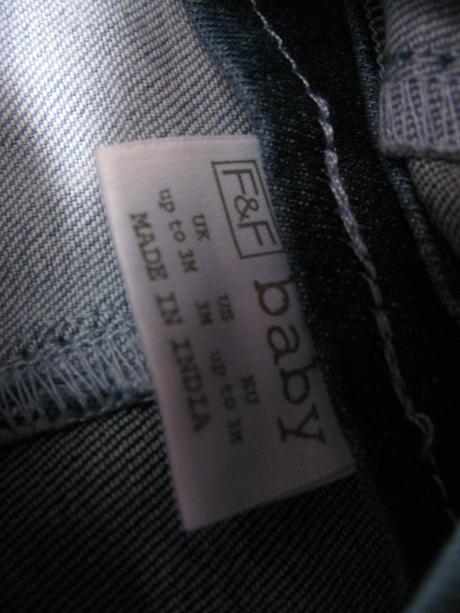 F&F baby
UK US EU
up to 3M 3M up to 3M
MADE IN INDIA